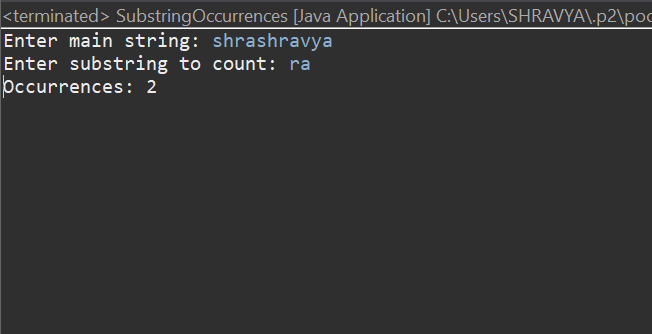 <terminated> SubstringOccurrences [Java Application] C:\Users\SHRAVYA\.p2\poo
Enter main string: shrashravya
Enter substring to count: ra
Occurrences: 2